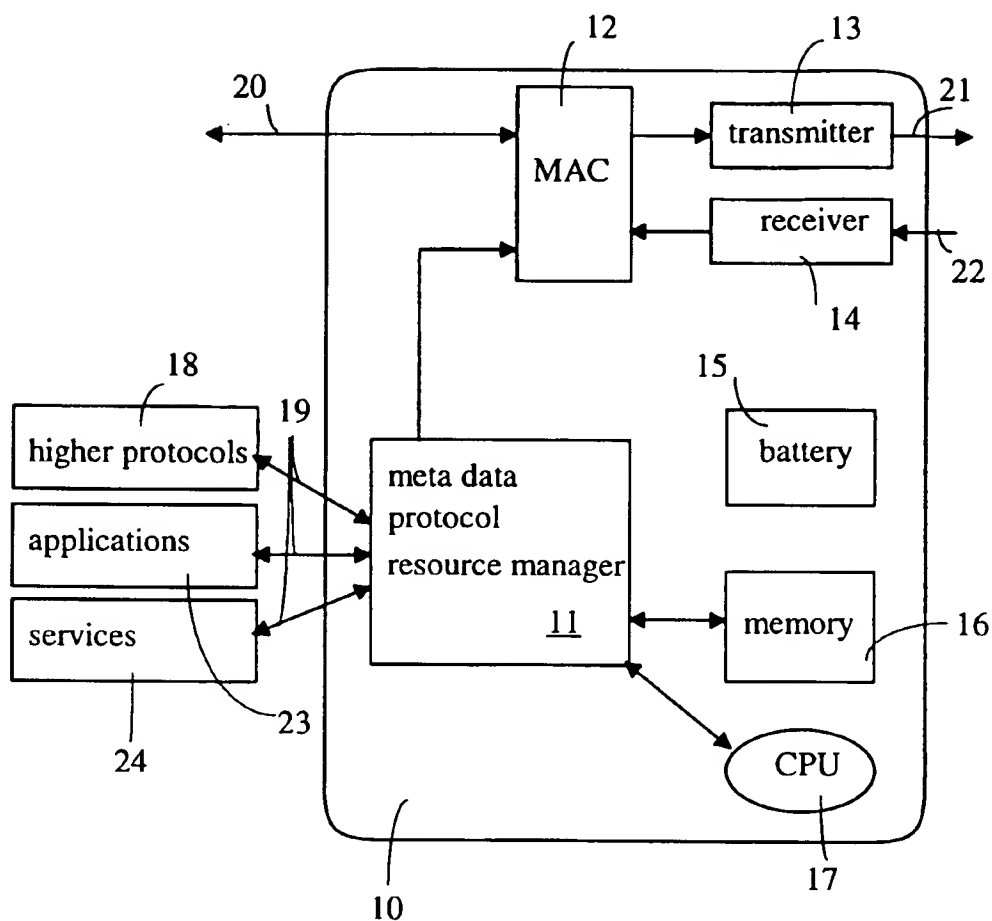 12
13
20
21
transmitter
MAC
receiver
22
14
18
19
15
higher protocols
battery
meta data
protocol
applications
resource manager
11
memory
16
services
23
24
CPU
10
17